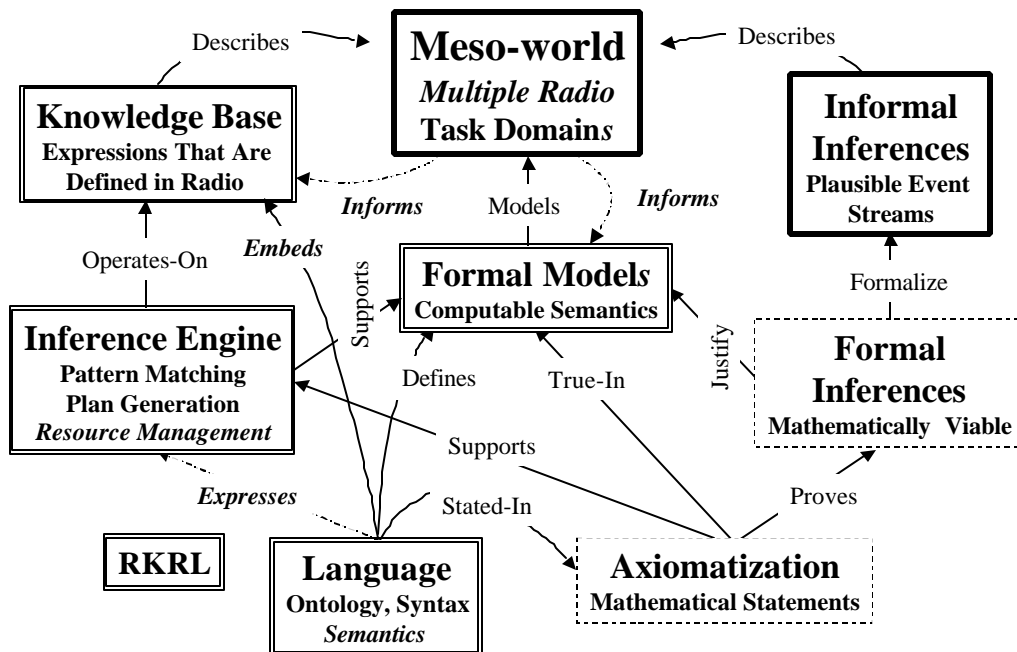 Describes
Meso-world
Multiple Radio
Task Domains
Describes
Knowledge Base
Expressions That Are
Defined in Radio
Informal
Inferences
Plausible Event
Streams
Informs
Models
Informs
Embeds
Operates-On
Supports
Formal Models
Computable Semantics
Formalize
Justify
Inference Engine
Pattern Matching
Plan Generation
Resource Management
Defines
True-In
Formal
Inferences
Mathematically Viable
Supports
Expresses
Stated-In
Proves
RKRL
Language
Ontology, Syntax
Semantics
Axiomatization
Mathematical Statements